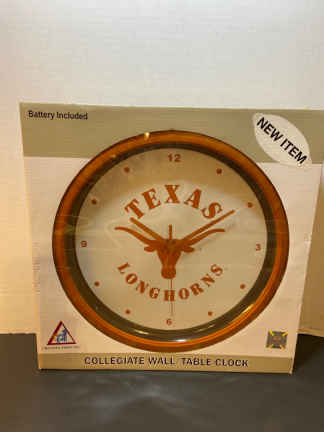 Battery Included
NEW ITEM
12
TEXAS
9
3
LONGHORNS
6
COLLEGIATE WALL/TABLE CLOCK